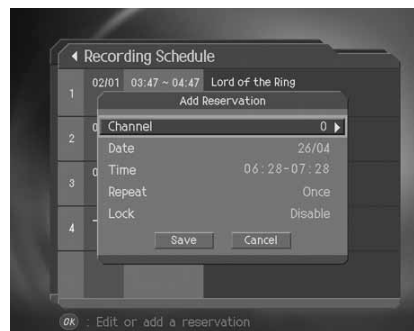 Recording Schedule
1 02/01 03:47 ~ 04:47 Lord of the Ring
Add Reservation
Channel 0
2 0
Date 26/04
3 0
Time 06:28-07:28
Repeat Once
4
Lock Disable
Save Cancel
OK : Edit or add a reservation